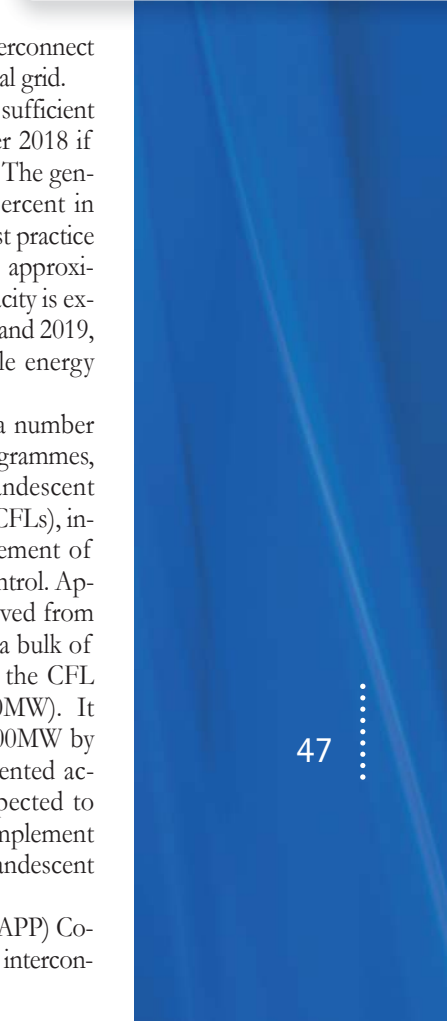 erconnect
al grid.
sufficient
er 2018 if
The gen-
ercent in
st practice
approxi-
city is ex-
and 2019,
le energy
a number
grammes,
andescent
CFLs), in-
ement of
ntrol. Ap-
ved from
a bulk of
the CFL
0MW). It
00MW by
ented ac-
pected to
mplement
andescent
APP) Co-
intercon-
47